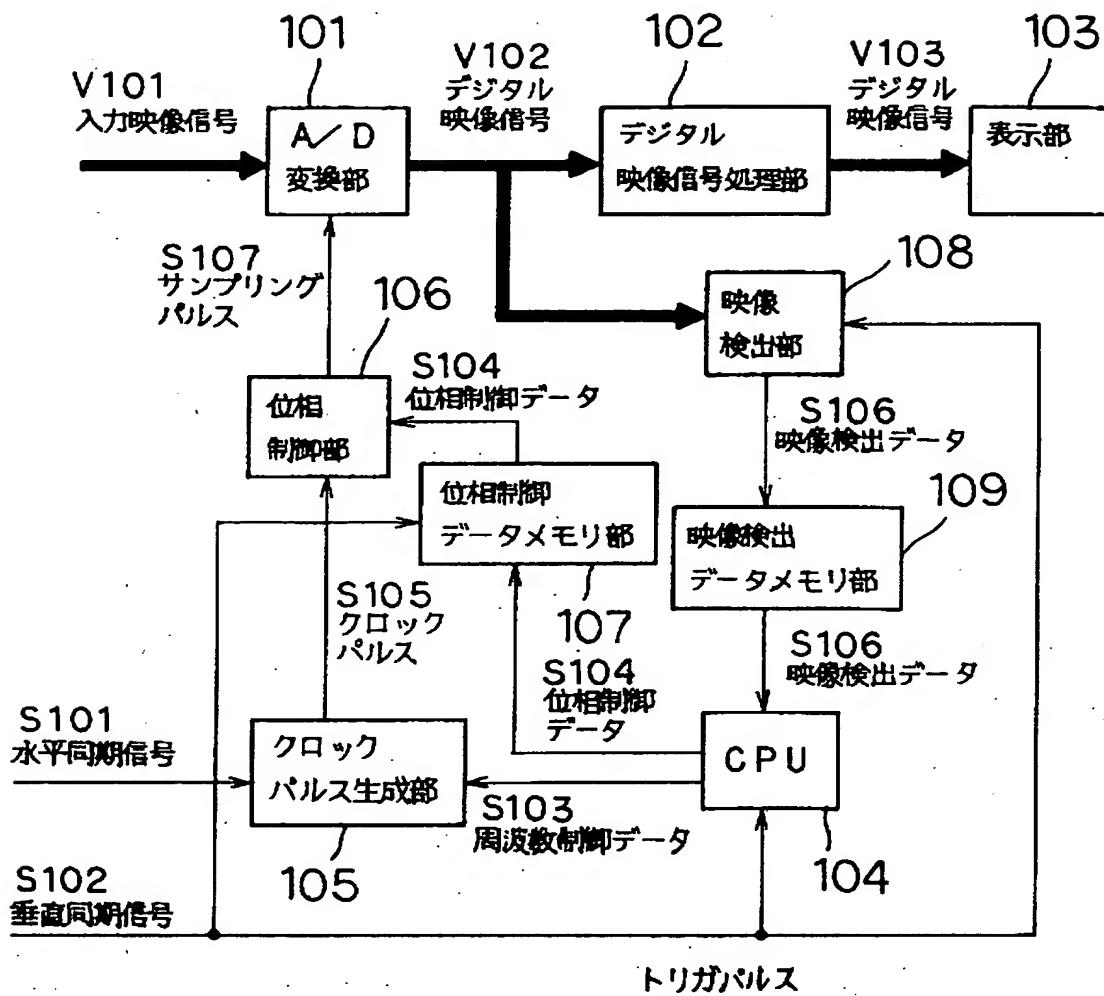 101
102
103
V101
入力映像信号
V102
デジタル
映像信号
V103
デジタル
映像信号
A/D
変換部
デジタル
映像信号処理部
表示部
S107
サンプリング
パルス
106
108
映像
検出部
S104
位相制御データ
位相
制御部
S106
映像検出データ
位相制御
データメモリ部
109
映像検出
データメモリ部
S105
クロック
パルス
107
S104
位相制御
データ
S106
映像検出データ
S101
水平同期信号
クロック
パルス生成部
CPU
S103
周波数制御データ
105
104
S102
垂直同期信号
トリガパルス